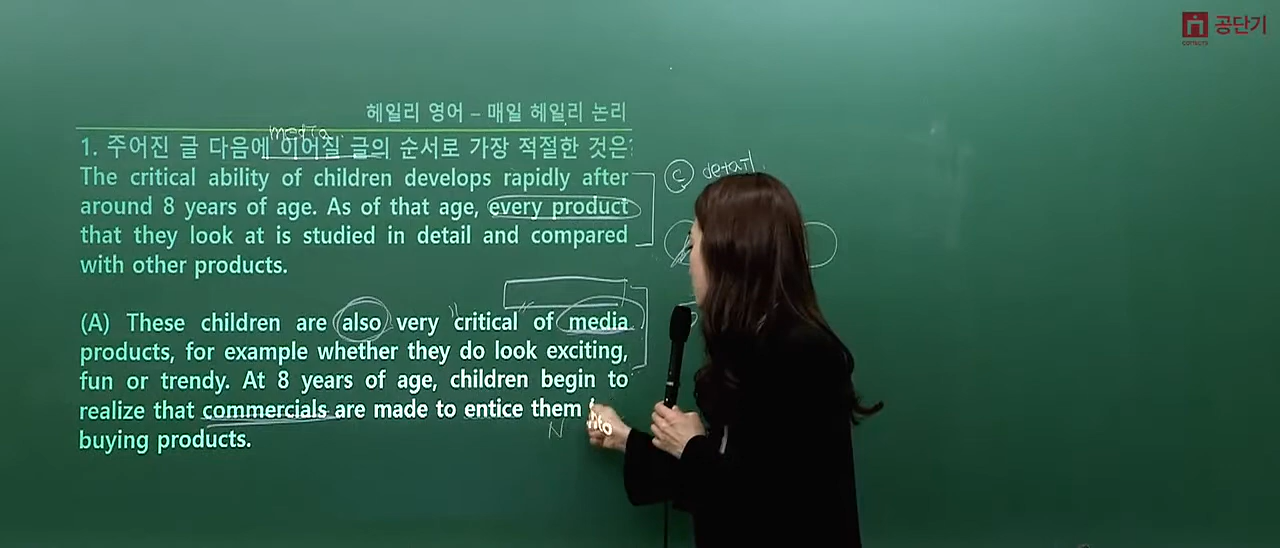 공단기
conects
헤일리 영어 – 매일 헤일리 논리
media
1. 주어진 글 다음에 이어질 글의 순서로 가장 적절한 것은?
The critical ability of children develops rapidly after
around 8 years of age. As of that age, every product
that they look at is studied in detail and compared
with other products.
C detail
(A) These children are also very critical of media
products, for example whether they do look exciting,
fun or trendy. At 8 years of age, children begin to
realize that commercials are made to entice them into
buying products.
N